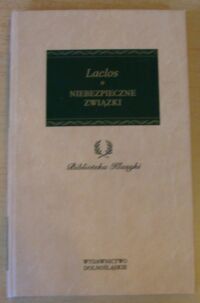 Laclos
NIEBEZPIECZNE
ZWIĄZKI
Biblioteka Klasyki
WYDAWNICTWO
DOLNOŚLĄSKIE